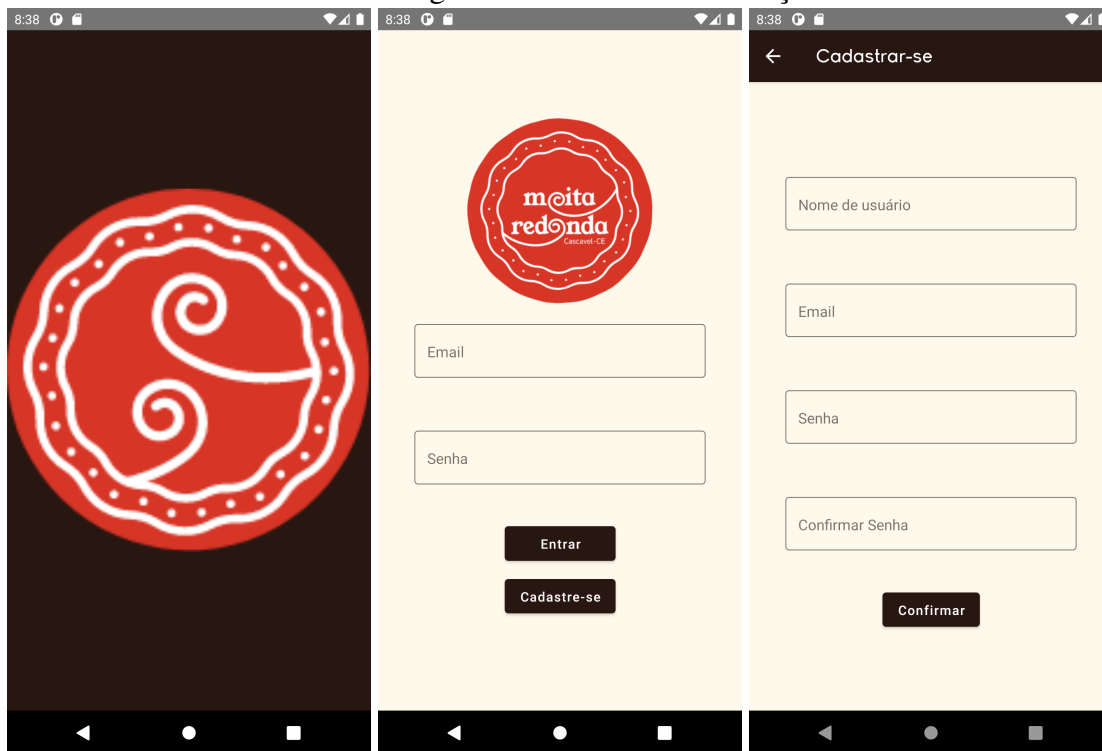 8:38
8:38
moita
redonda
Cascavel-CE
Email
Senha
Entrar
Cadastre-se
8:38
Cadastrar-se
Nome de usuário
Email
Senha
Confirmar Senha
Confirmar